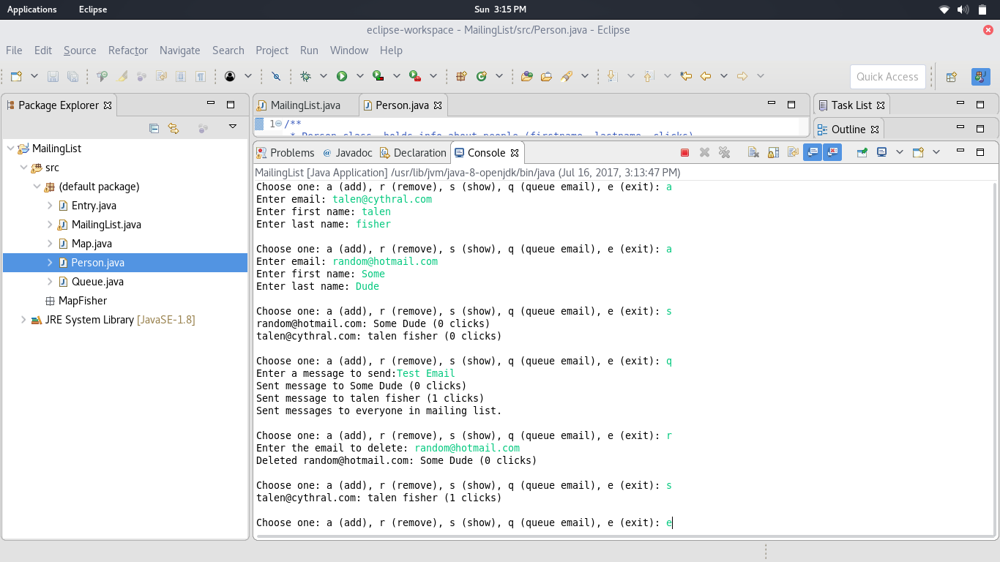 Applications Eclipse Sun 3:15 PM
eclipse-workspace - MailingList/src/Person.java - Eclipse
File Edit Source Refactor Navigate Search Project Run Window Help
Quick Access
Package Explorer
MailingList
src
(default package)
Entry.java
MailingList.java
Map.java
Person.java
Queue.java
MapFisher
JRE System Library [JavaSE-1.8]
MailingList.java Person.java
1 /**
* Person class, holds info about people (firstname, lastname, clicks)
Task List
Outline
Problems Javadoc Declaration Console
MailingList [Java Application] /usr/lib/jvm/java-8-openjdk/bin/java (Jul 16, 2017, 3:13:47 PM)
Choose one: a (add), r (remove), s (show), q (queue email), e (exit): a
Enter email: talen@cythral.com
Enter first name: talen
Enter last name: fisher
Choose one: a (add), r (remove), s (show), q (queue email), e (exit): a
Enter email: random@hotmail.com
Enter first name: Some
Enter last name: Dude
Choose one: a (add), r (remove), s (show), q (queue email), e (exit): s
random@hotmail.com: Some Dude (0 clicks)
talen@cythral.com: talen fisher (0 clicks)
Choose one: a (add), r (remove), s (show), q (queue email), e (exit): q
Enter a message to send:Test Email
Sent message to Some Dude (0 clicks)
Sent message to talen fisher (1 clicks)
Sent messages to everyone in mailing list.
Choose one: a (add), r (remove), s (show), q (queue email), e (exit): r
Enter the email to delete: random@hotmail.com
Deleted random@hotmail.com: Some Dude (0 clicks)
Choose one: a (add), r (remove), s (show), q (queue email), e (exit): s
talen@cythral.com: talen fisher (1 clicks)
Choose one: a (add), r (remove), s (show), q (queue email), e (exit): e